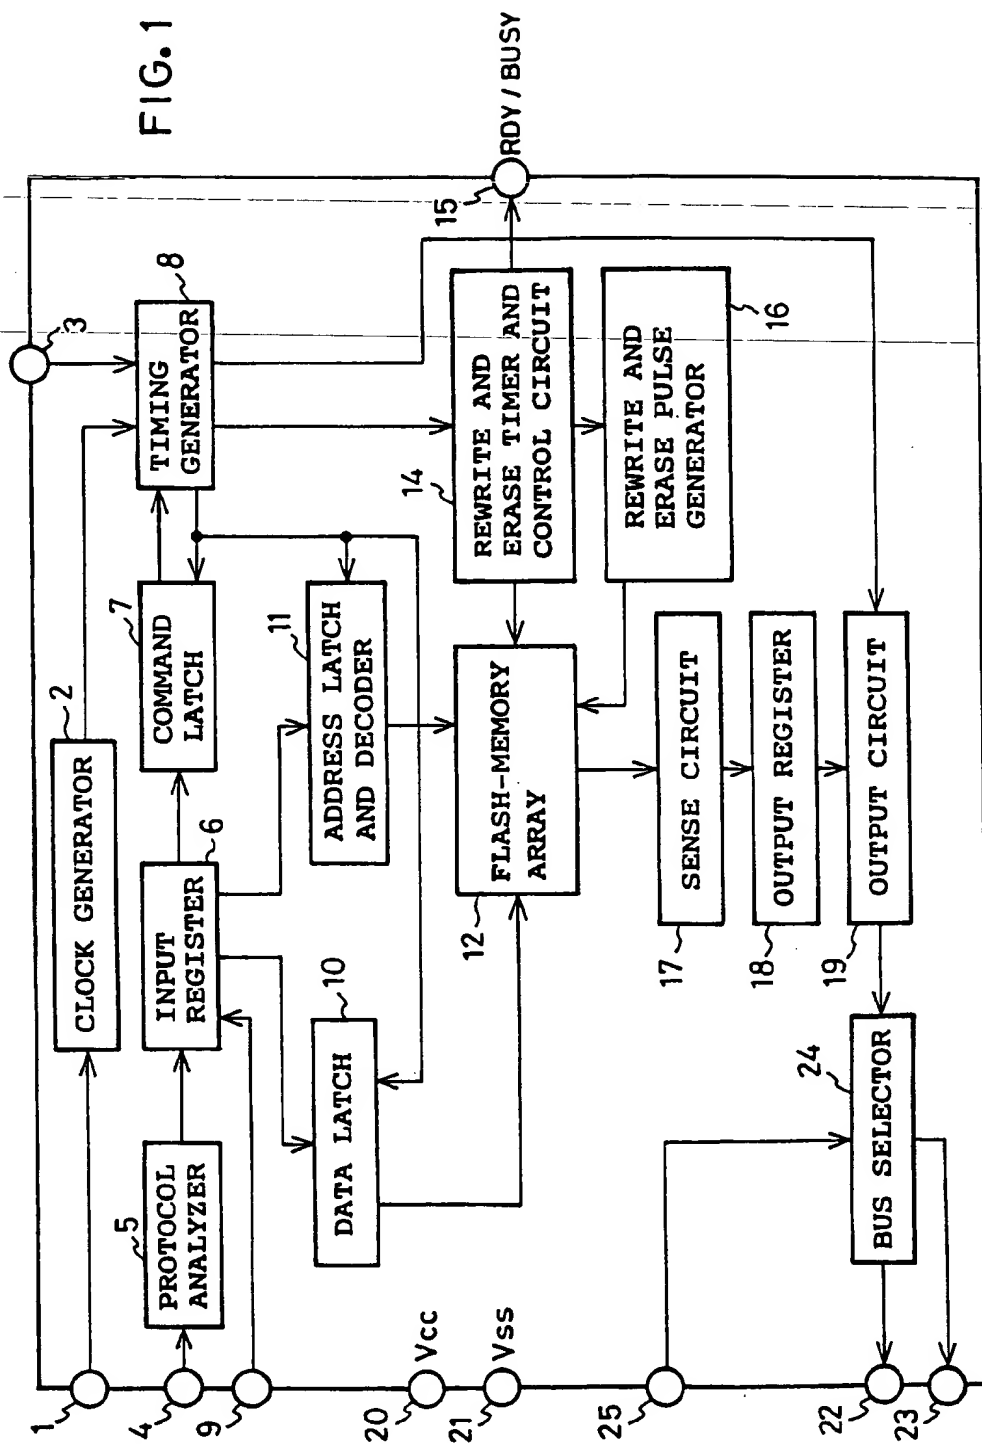 FIG. 1
1
CLOCK GENERATOR
2
3
4
5
PROTOCOL
ANALYZER
INPUT
REGISTER
6
7
COMMAND
LATCH
TIMING
GENERATOR
8
9
DATA LATCH
10
11
ADDRESS LATCH
AND DECODER
20
Vcc
21
Vss
12
FLASH-MEMORY
ARRAY
14
REWRITE AND
ERASE TIMER AND
CONTROL CIRCUIT
15
RDY / BUSY
REWRITE AND
ERASE PULSE
GENERATOR
16
25
17
SENSE CIRCUIT
18
OUTPUT REGISTER
19
OUTPUT CIRCUIT
24
BUS SELECTOR
22
23